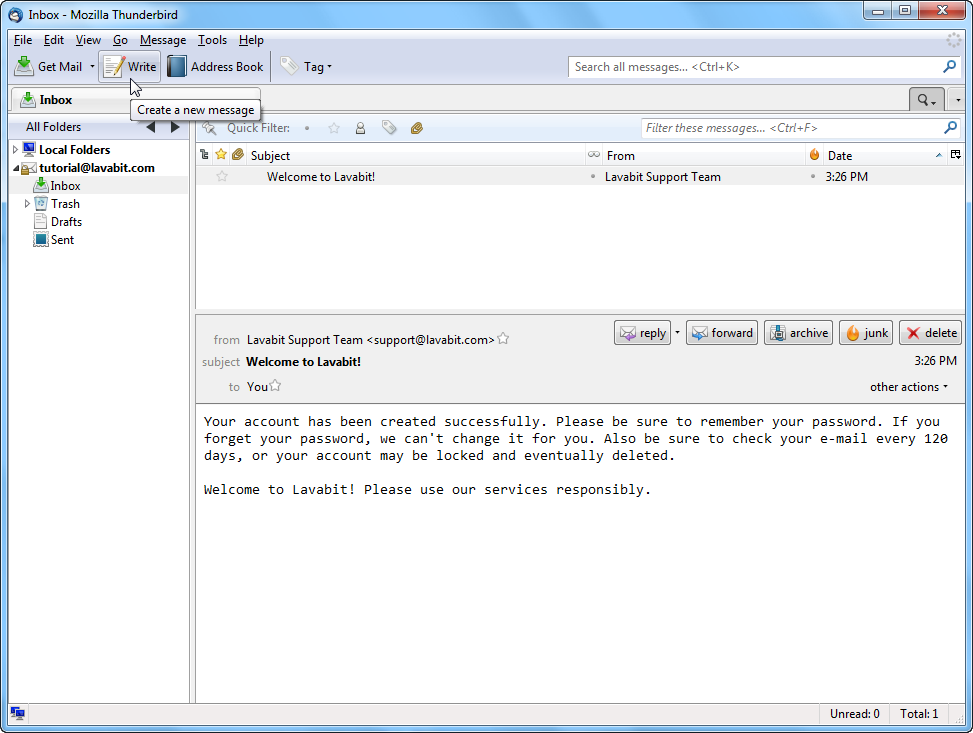 Inbox - Mozilla Thunderbird
File Edit View Go Message Tools Help
Get Mail Write Address Book Tag Search all messages... <Ctrl+K>
Inbox
Create a new message
All Folders Quick Filter: Filter these messages... <Ctrl+F>
Local Folders
tutorial@lavabit.com
Inbox
Trash
Drafts
Sent
Subject From Date
Welcome to Lavabit! Lavabit Support Team 3:26 PM
from Lavabit Support Team <support@lavabit.com> reply forward archive junk delete
subject Welcome to Lavabit! 3:26 PM
to You other actions
Your account has been created successfully. Please be sure to remember your password. If you
forget your password, we can't change it for you. Also be sure to check your e-mail every 120
days, or your account may be locked and eventually deleted.
Welcome to Lavabit! Please use our services responsibly.
Unread: 0 Total: 1